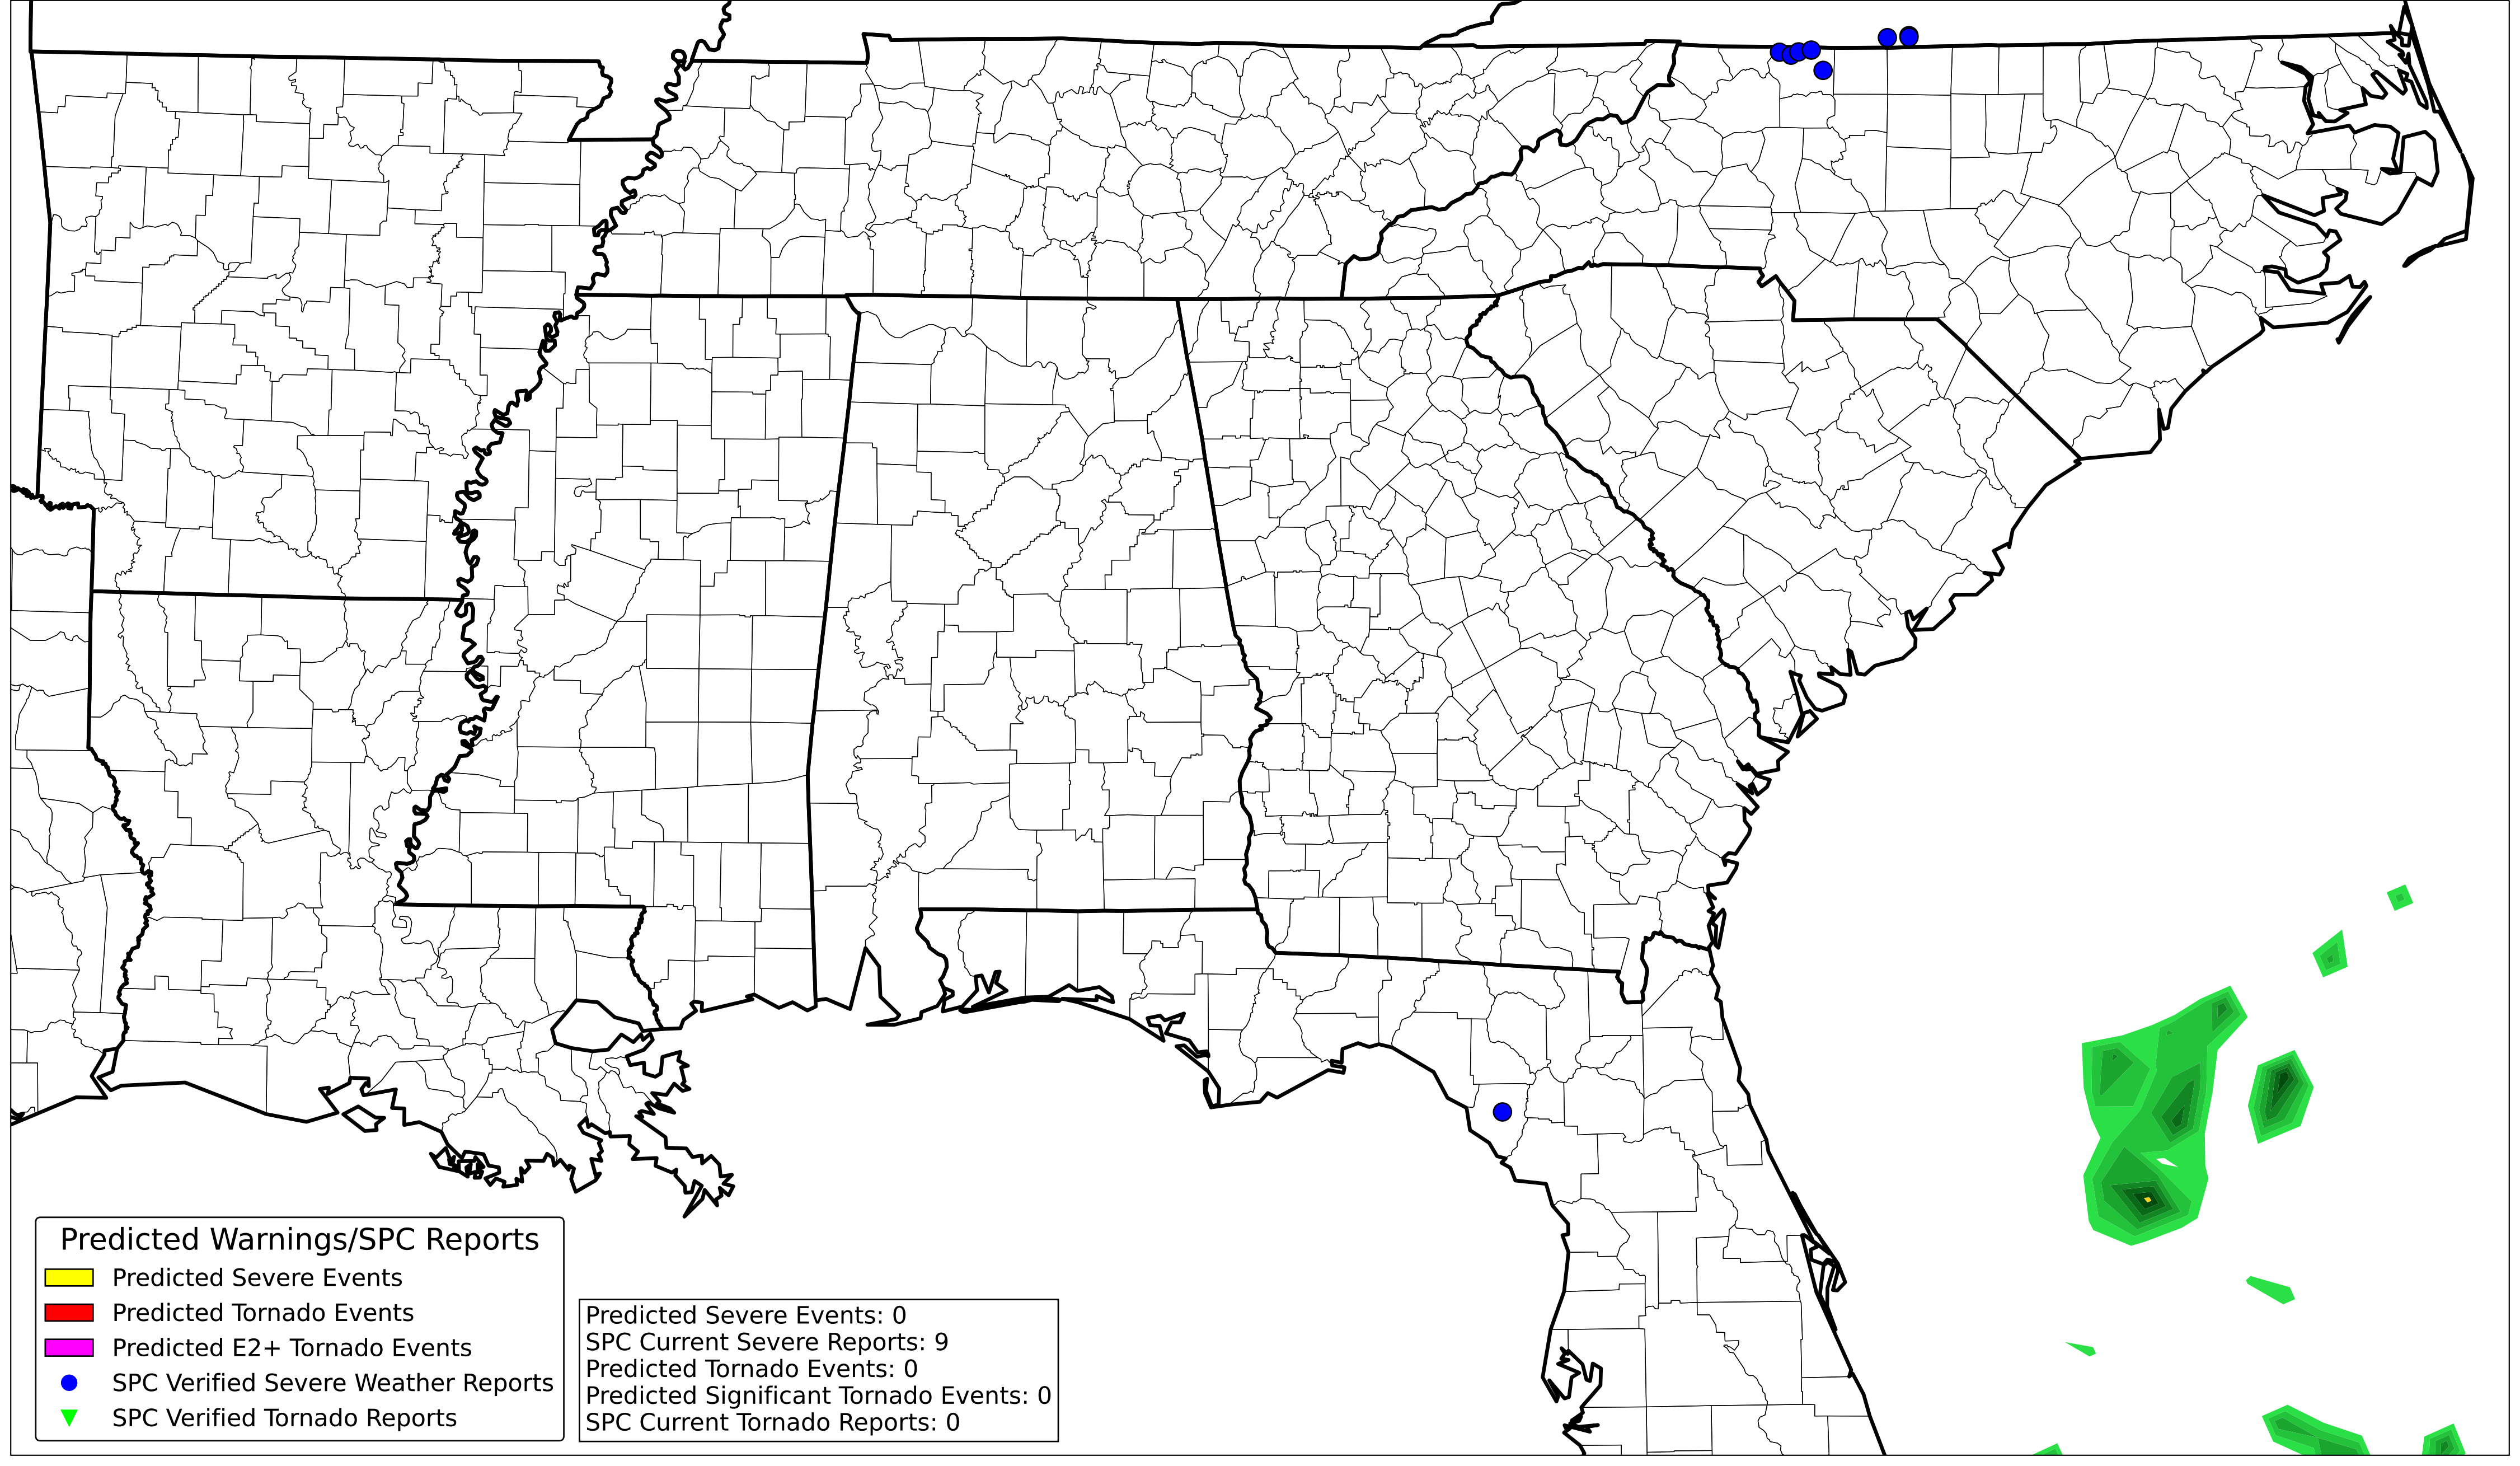 Predicted Warnings/SPC Reports
Predicted Severe Events
Predicted Tornado Events
Predicted E2+ Tornado Events
SPC Verified Severe Weather Reports
SPC Verified Tornado Reports
Predicted Severe Events: 0
SPC Current Severe Reports: 9
Predicted Tornado Events: 0
Predicted Significant Tornado Events: 0
SPC Current Tornado Reports: 0